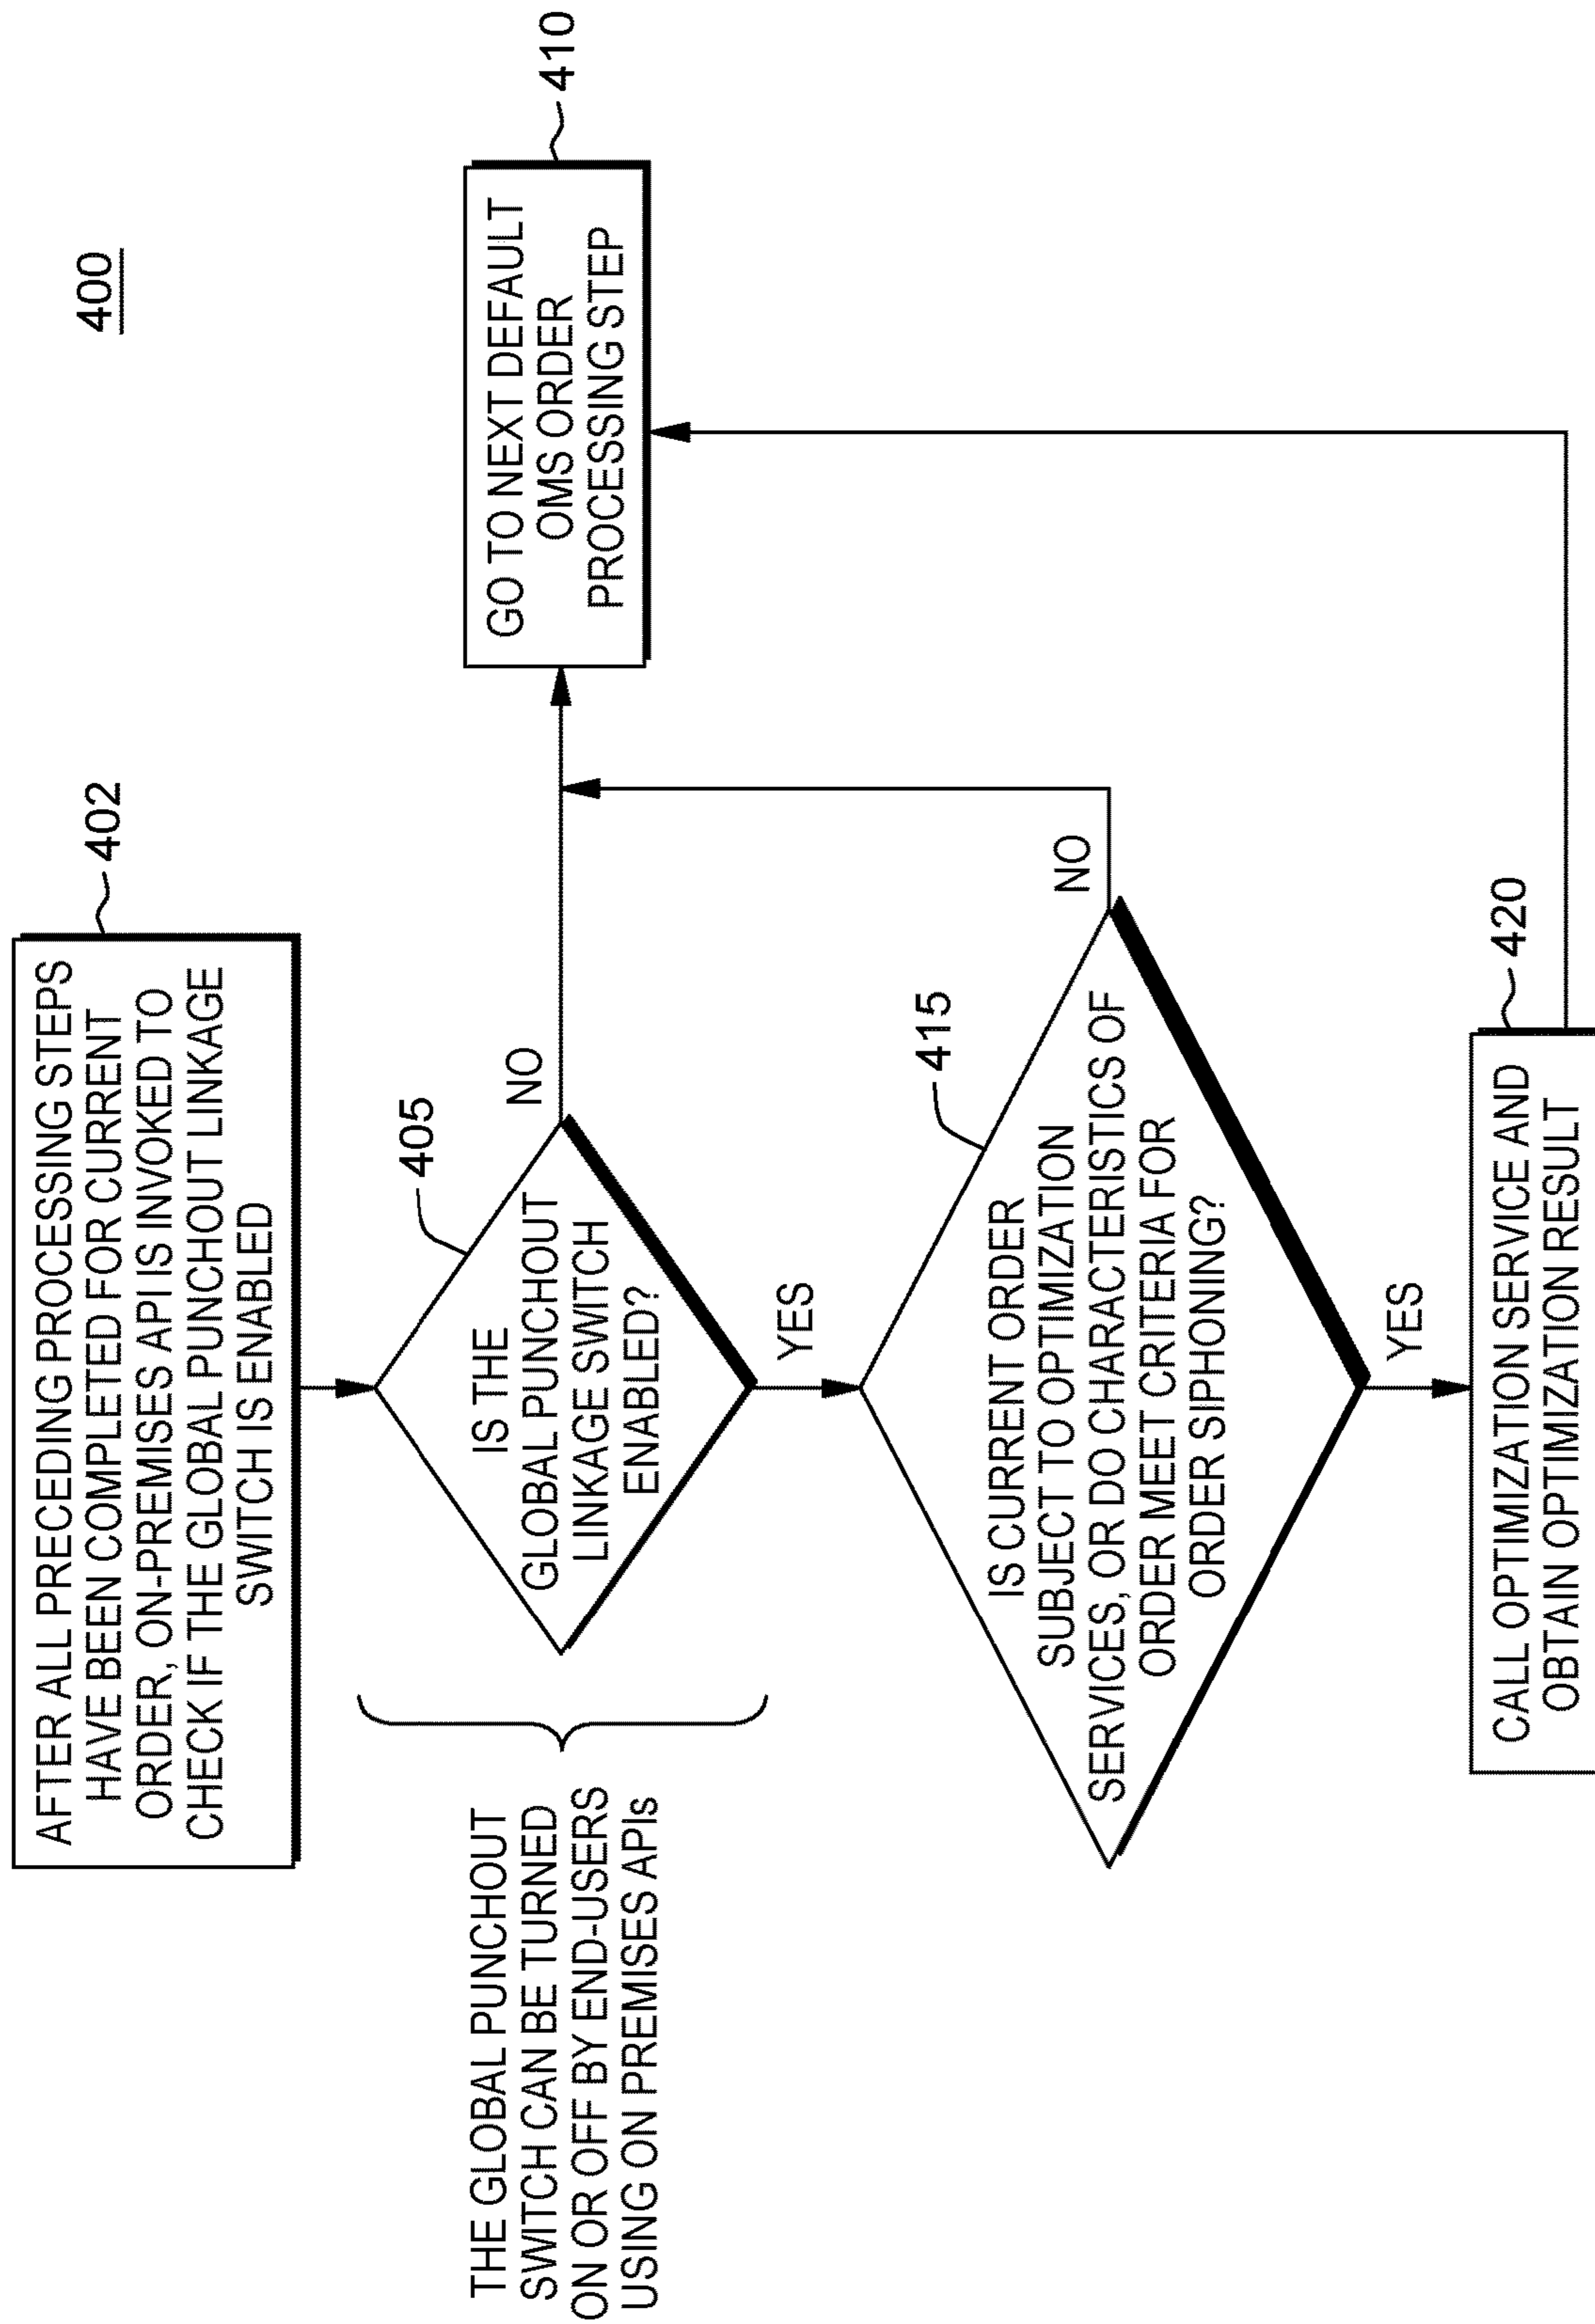 400
AFTER ALL PRECEDING PROCESSING STEPS
HAVE BEEN COMPLETED FOR CURRENT
ORDER, ON-PREMISES API IS INVOKED TO
CHECK IF THE GLOBAL PUNCHOUT LINKAGE
SWITCH IS ENABLED
402
THE GLOBAL PUNCHOUT
SWITCH CAN BE TURNED
ON OR OFF BY END-USERS
USING ON PREMISES APIs
IS THE
GLOBAL PUNCHOUT
LINKAGE SWITCH
ENABLED?
405
NO
YES
GO TO NEXT DEFAULT
OMS ORDER
PROCESSING STEP
410
IS CURRENT ORDER
SUBJECT TO OPTIMIZATION
SERVICES, OR DO CHARACTERISTICS OF
ORDER MEET CRITERIA FOR
ORDER SIPHONING?
415
NO
YES
CALL OPTIMIZATION SERVICE AND
OBTAIN OPTIMIZATION RESULT
420